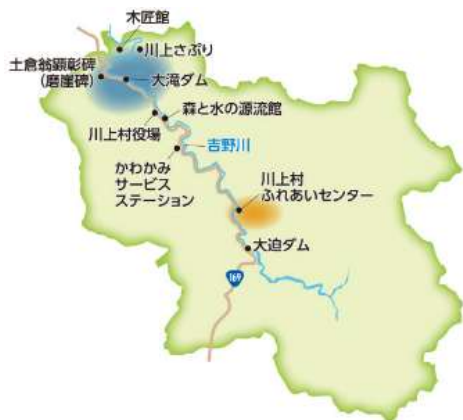 木匠館
川上さぷり
土倉翁顕彰碑
(磨崖碑)
大滝ダム
森と水の源流館
川上村役場
吉野川
かわかみ
サービス
ステーション
川上村
ふれあいセンター
大迫ダム
169